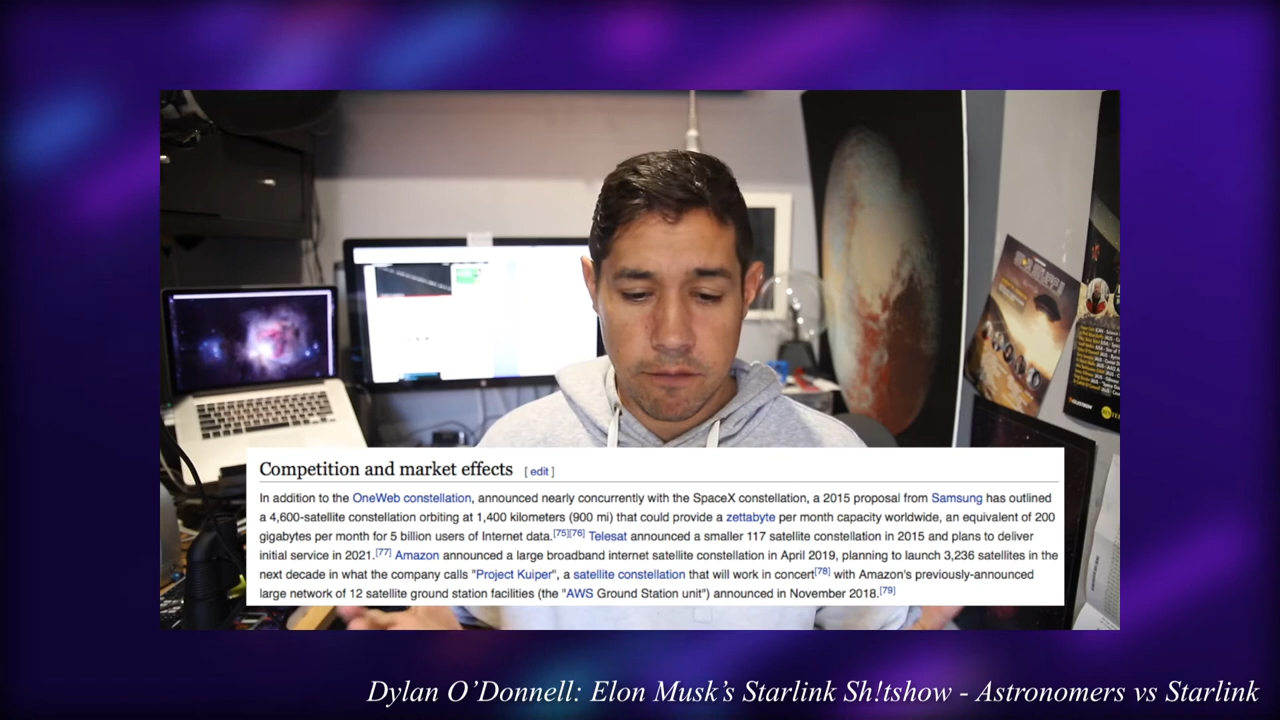 Competition and market effects [ edit ]
In addition to the OneWeb constellation, announced nearly concurrently with the SpaceX constellation, a 2015 proposal from Samsung has outlined
a 4,600-satellite constellation orbiting at 1,400 kilometers (900 mi) that could provide a zettabyte per month capacity worldwide, an equivalent of 200
gigabytes per month for 5 billion users of Internet data.[75][76] Telesat announced a smaller 117 satellite constellation in 2015 and plans to deliver
initial service in 2021.[77] Amazon announced a large broadband internet satellite constellation in April 2019, planning to launch 3,236 satellites in the
next decade in what the company calls "Project Kuiper", a satellite constellation that will work in concert[78] with Amazon's previously-announced
large network of 12 satellite ground station facilities (the "AWS Ground Station unit") announced in November 2018.[79]
Dylan O’Donnell: Elon Musk’s Starlink Sh!tshow - Astronomers vs Starlink